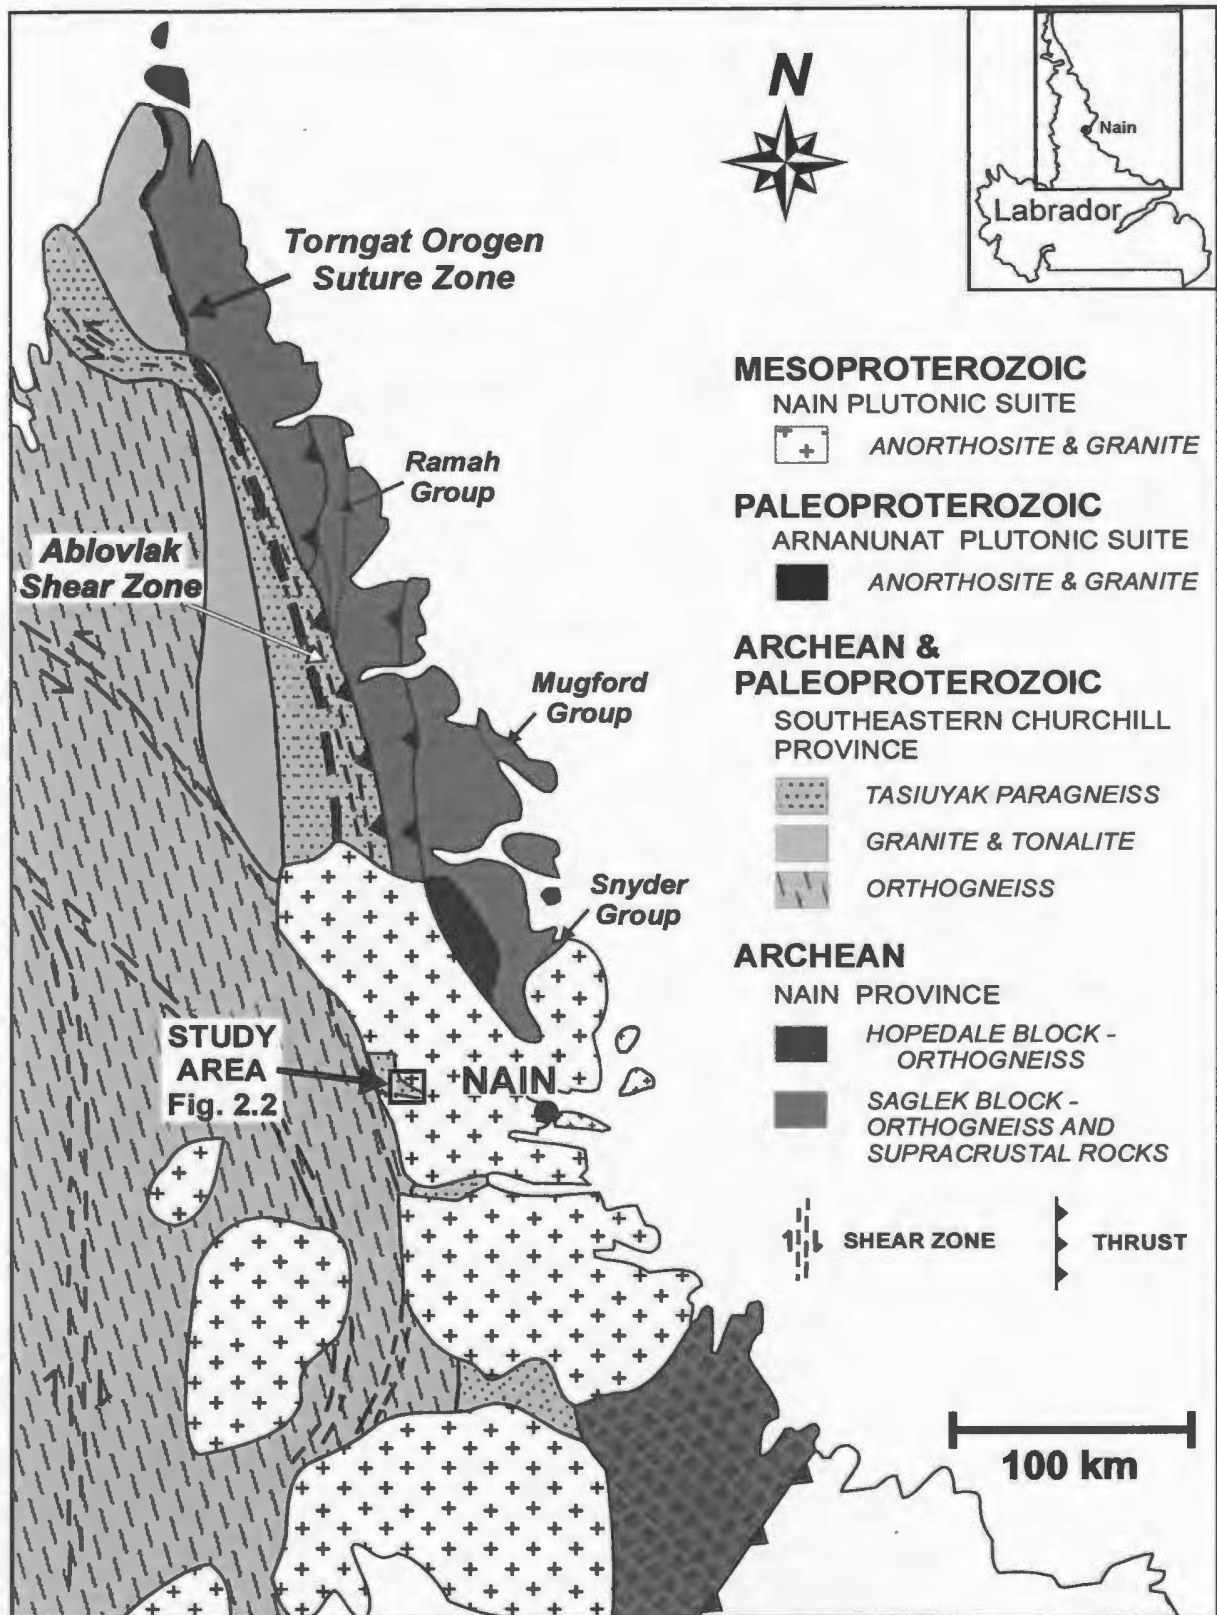 N
Nain
Labrador
Torngat Orogen
Suture Zone
Ramah
Group
Ablovlak
Shear Zone
Mugford
Group
Snyder
Group
STUDY
AREA
Fig. 2.2
NAIN
MESOPROTEROZOIC
NAIN PLUTONIC SUITE
ANORTHOSITE & GRANITE
PALEOPROTEROZOIC
ARNANUNAT PLUTONIC SUITE
ANORTHOSITE & GRANITE
ARCHEAN &
PALEOPROTEROZOIC
SOUTHEASTERN CHURCHILL
PROVINCE
TASIUYAK PARAGNEISS
GRANITE & TONALITE
ORTHOGNEISS
ARCHEAN
NAIN PROVINCE
HOPEDALE BLOCK -
ORTHOGNEISS
SAGLEK BLOCK -
ORTHOGNEISS AND
SUPRACRUSTAL ROCKS
SHEAR ZONE
THRUST
100 km